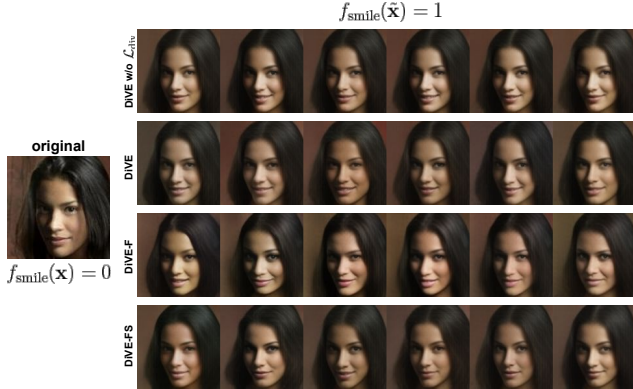 f_smile(x̃) = 1
DIVE w/o ℒ_div
original
DiVE
DiVE-F
f_smile(x) = 0
DiVE-FS